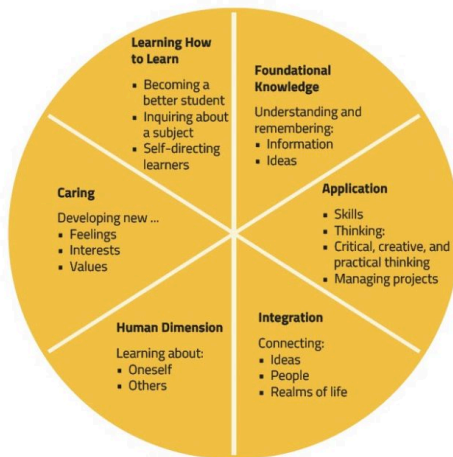 Learning How
to Learn
▪ Becoming a
better student
▪ Inquiring about
a subject
▪ Self-directing
learners
Foundational
Knowledge
Understanding and
remembering:
▪ Information
▪ Ideas
Application
▪ Skills
▪ Thinking:
▪ Critical, creative, and
practical thinking
▪ Managing projects
Integration
Connecting:
▪ Ideas
▪ People
▪ Realms of life
Human Dimension
Learning about:
▪ Oneself
▪ Others
Caring
Developing new ...
▪ Feelings
▪ Interests
▪ Values